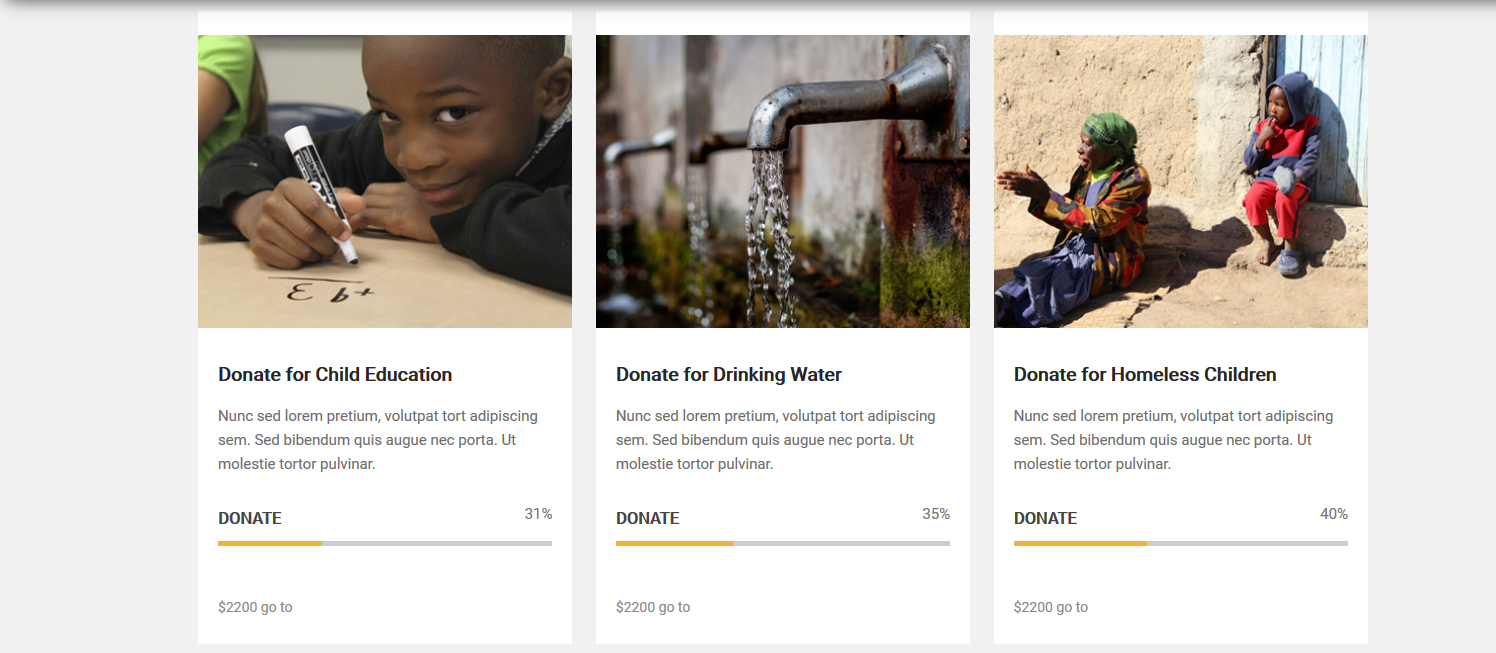 +9 3
Donate for Child Education
Nunc sed lorem pretium, volutpat tort adipiscing
sem. Sed bibendum quis augue nec porta. Ut
molestie tortor pulvinar.
DONATE 31%
$2200 go to
Donate for Drinking Water
Nunc sed lorem pretium, volutpat tort adipiscing
sem. Sed bibendum quis augue nec porta. Ut
molestie tortor pulvinar.
DONATE 35%
$2200 go to
Donate for Homeless Children
Nunc sed lorem pretium, volutpat tort adipiscing
sem. Sed bibendum quis augue nec porta. Ut
molestie tortor pulvinar.
DONATE 40%
$2200 go to